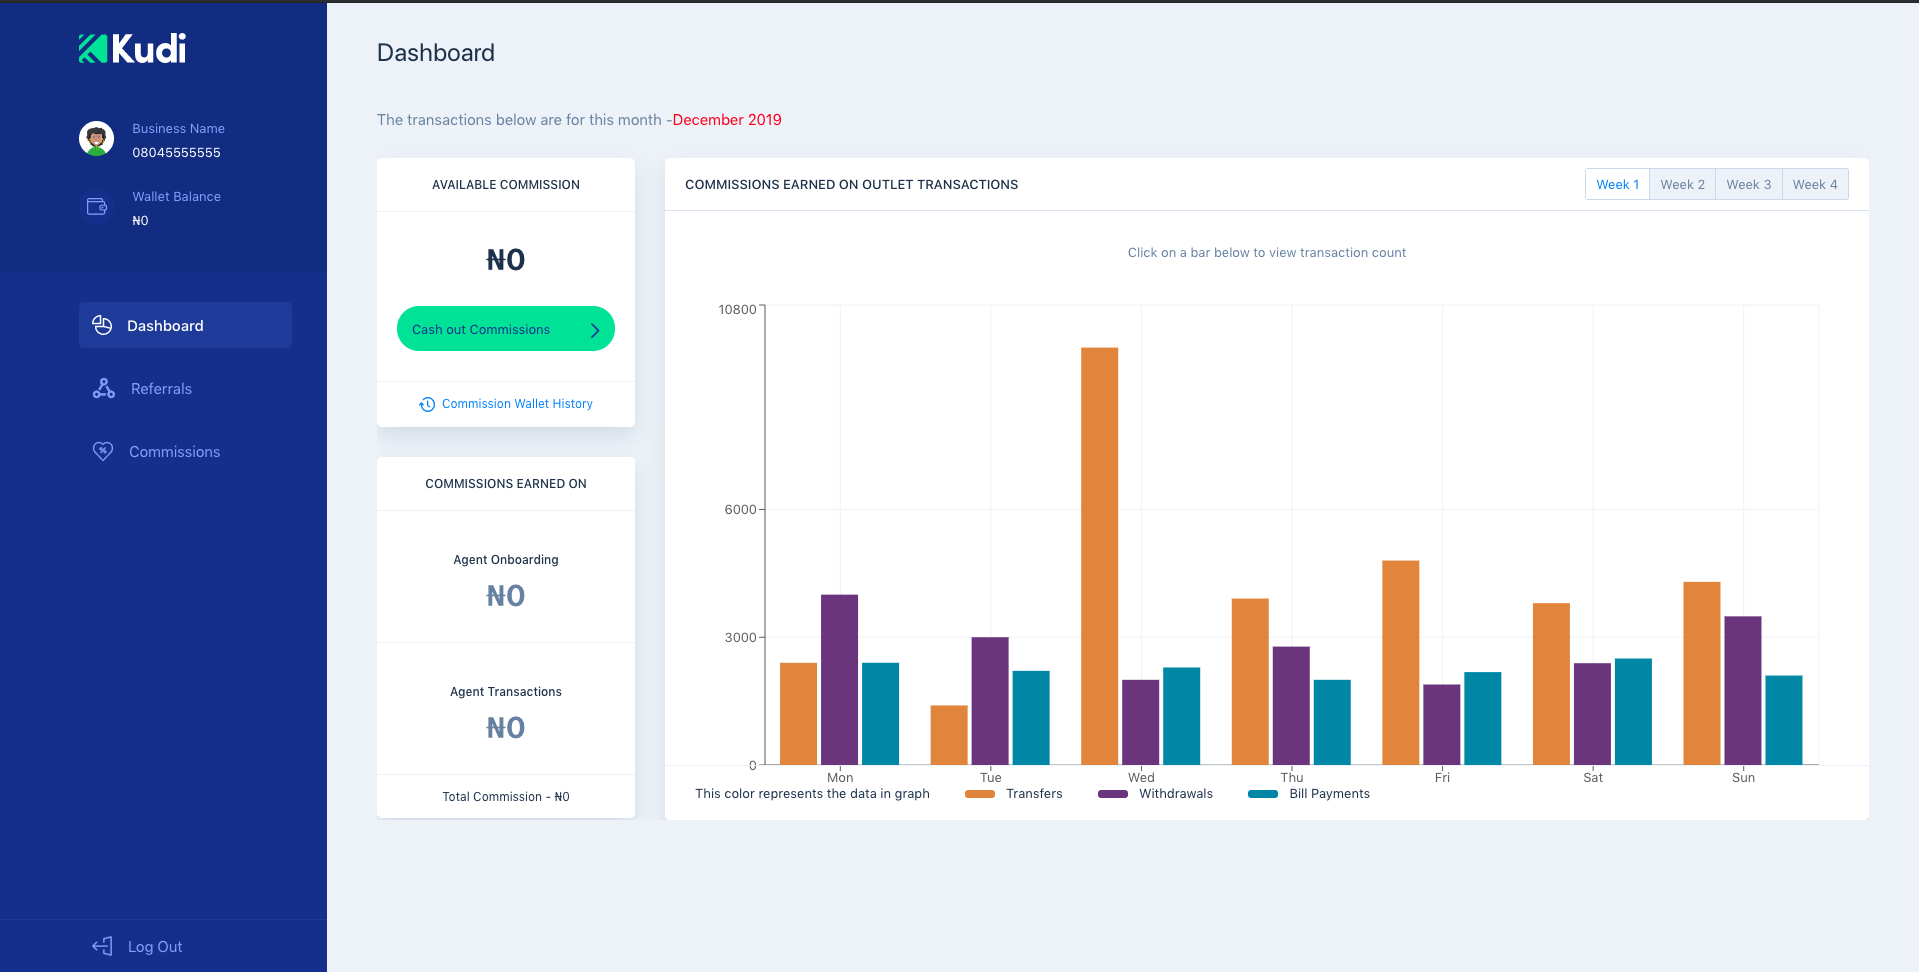 Kudi
Business Name
08045555555
Wallet Balance
₦0
Dashboard
Referrals
Commissions
Log Out
Dashboard
The transactions below are for this month -December 2019
AVAILABLE COMMISSION
₦0
Cash out Commissions
Commission Wallet History
COMMISSIONS EARNED ON
Agent Onboarding
₦0
Agent Transactions
₦0
Total Commission - ₦0
COMMISSIONS EARNED ON OUTLET TRANSACTIONS
Week 1 Week 2 Week 3 Week 4
Click on a bar below to view transaction count
10800
6000
3000
0
Mon Tue Wed Thu Fri Sat Sun
This color represents the data in graph Transfers Withdrawals Bill Payments